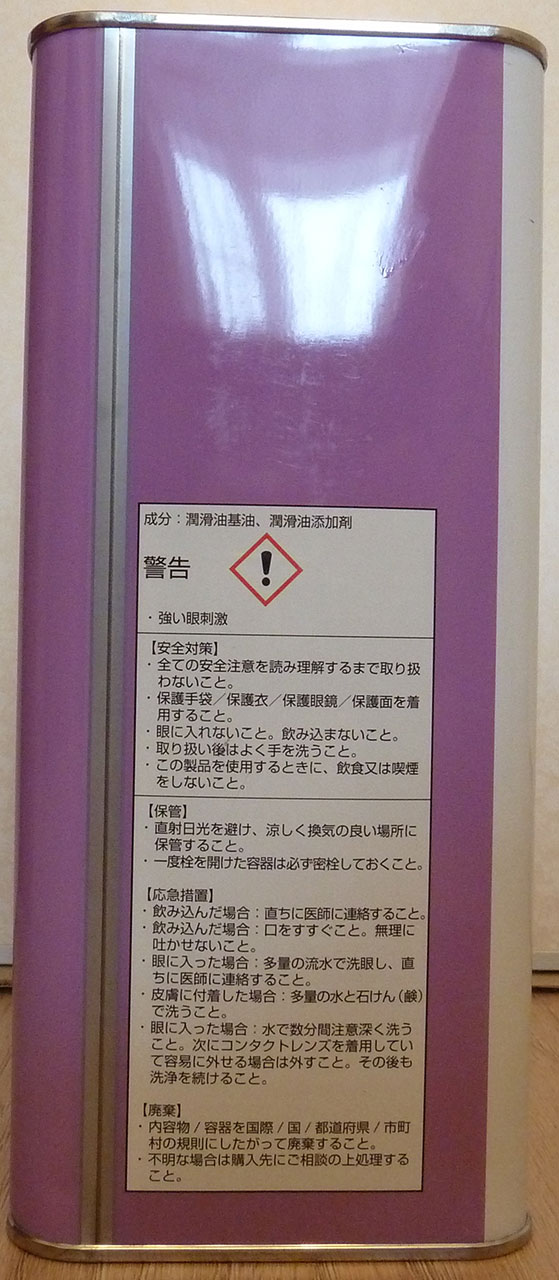 成分：潤滑油基油、潤滑油添加剤
警告
・強い眼刺激
【安全対策】
・全ての安全注意を読み理解するまで取り扱
わないこと。
・保護手袋／保護衣／保護眼鏡／保護面を着
用すること。
・眼に入れないこと。飲み込まないこと。
・取り扱い後はよく手を洗うこと。
・この製品を使用するときに、飲食又は喫煙
をしないこと。
【保管】
・直射日光を避け、涼しく換気の良い場所に
保管すること。
・一度栓を開けた容器は必ず密栓しておくこと。
【応急措置】
・飲み込んだ場合：直ちに医師に連絡すること。
・飲み込んだ場合：口をすすぐこと。無理に
吐かせないこと。
・眼に入った場合：多量の流水で洗眼し、直
ちに医師に連絡すること。
・皮膚に付着した場合：多量の水と石けん（鹸）
で洗うこと。
・眼に入った場合：水で数分間注意深く洗う
こと。次にコンタクトレンズを着用してい
て容易に外せる場合は外すこと。その後も
洗浄を続けること。
【廃棄】
・内容物/容器を国際/国/都道府県/市町
村の規則にしたがって廃棄すること。
・不明な場合は購入先にご相談の上処理する
こと。